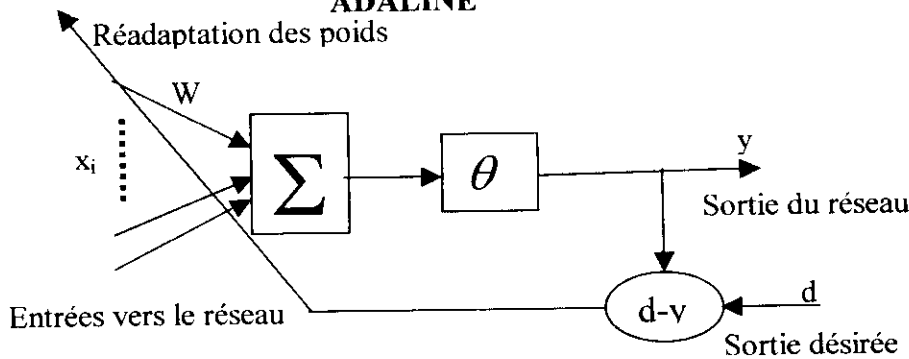 ADALINE
Réadaptation des poids
W
xi
Σ
θ
y
Sortie du réseau
d-y
d
Entrées vers le réseau
Sortie désirée